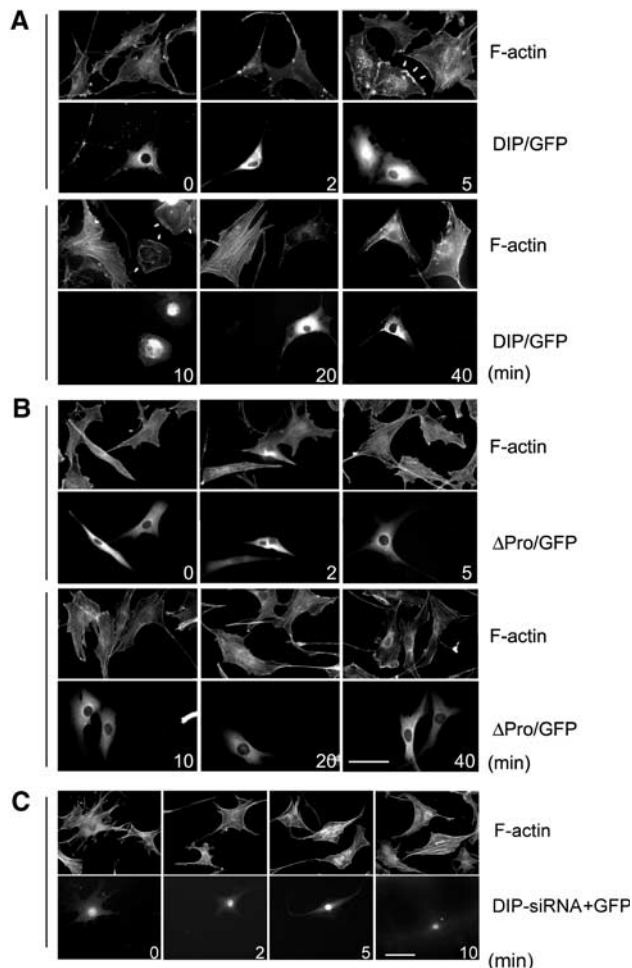 A
F-actin
DIP/GFP
0 2 5
F-actin
DIP/GFP
10 20 40
(min)
B
F-actin
ΔPro/GFP
0 2 5
F-actin
ΔPro/GFP
10 20 40
(min)
C
F-actin
DIP-siRNA+GFP
0 2 5 10
(min)